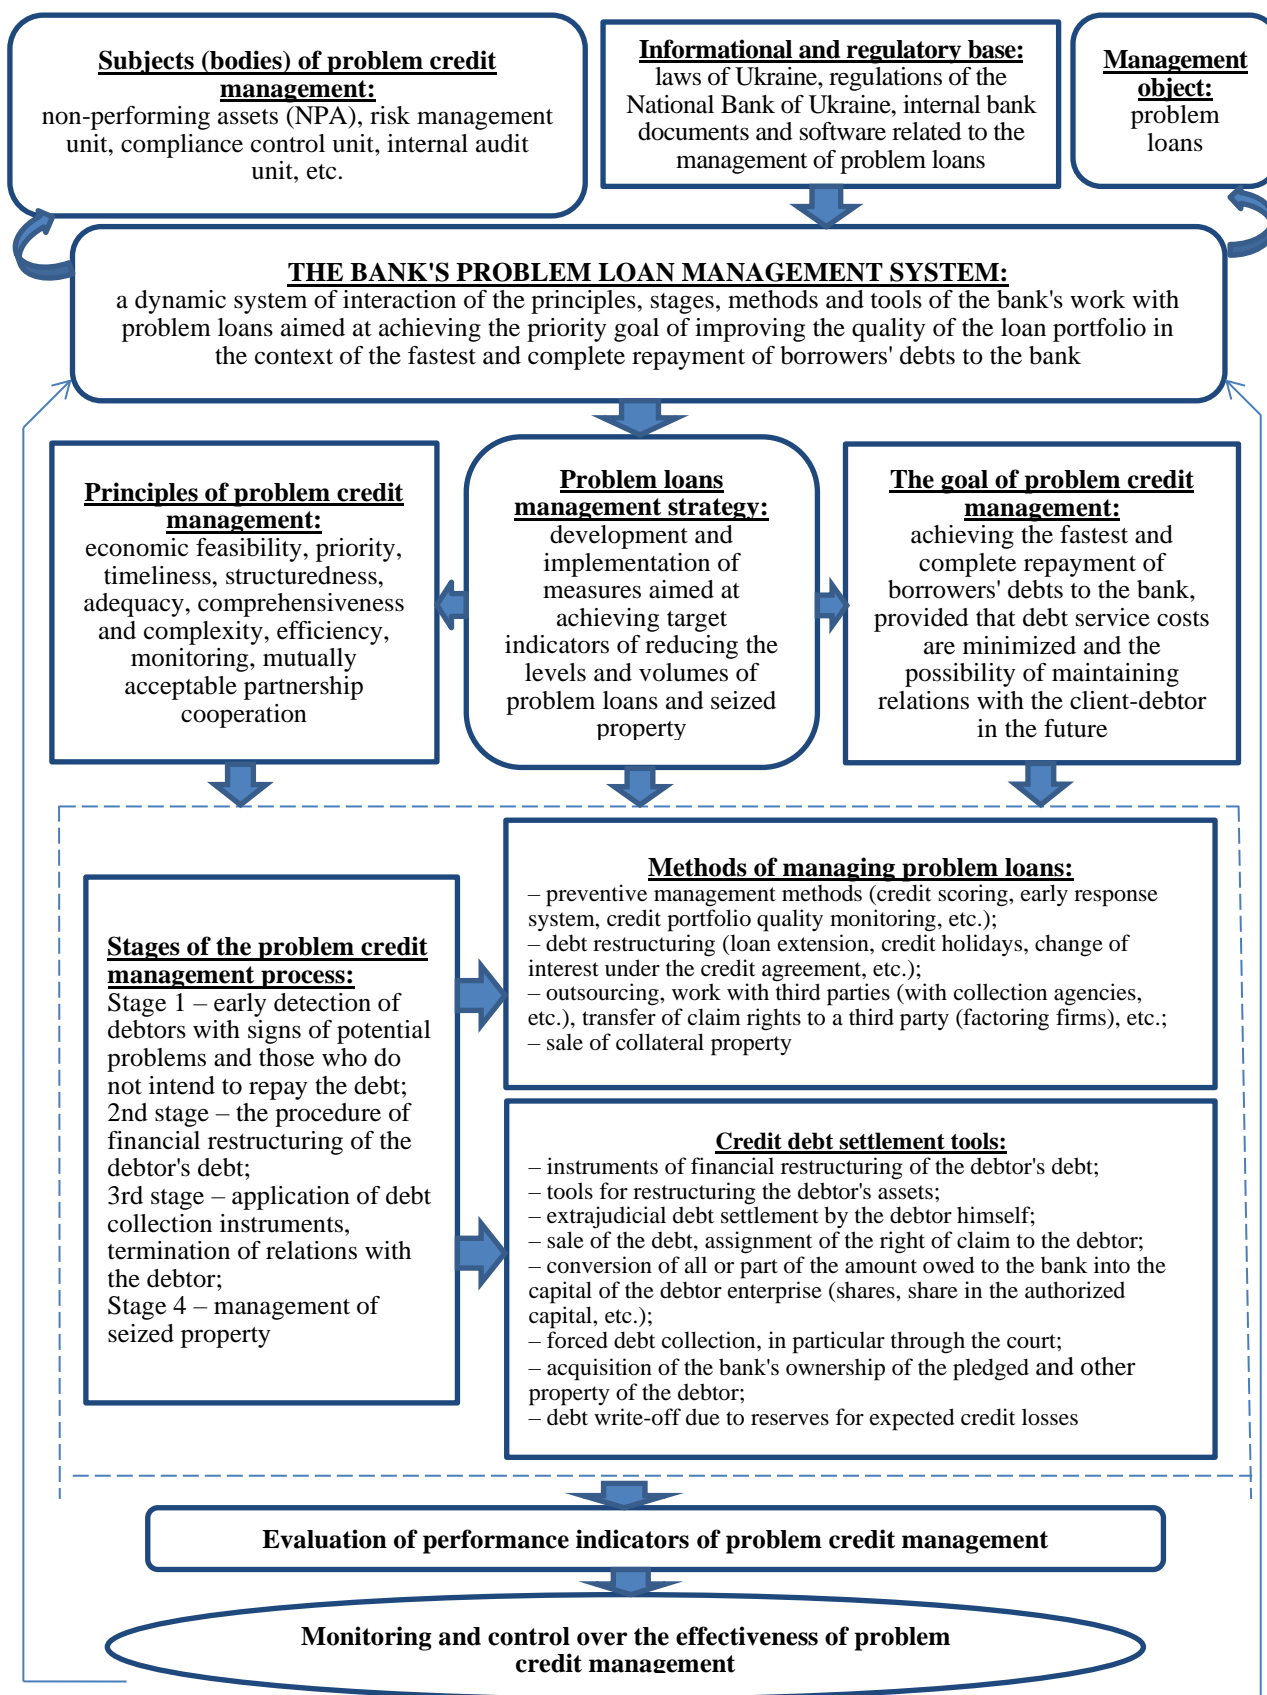 Subjects (bodies) of problem credit
management:
non-performing assets (NPA), risk management
unit, compliance control unit, internal audit
unit, etc.
Informational and regulatory base:
laws of Ukraine, regulations of the
National Bank of Ukraine, internal bank
documents and software related to the
management of problem loans
Management
object:
problem
loans
THE BANK'S PROBLEM LOAN MANAGEMENT SYSTEM:
a dynamic system of interaction of the principles, stages, methods and tools of the bank's work with
problem loans aimed at achieving the priority goal of improving the quality of the loan portfolio in
the context of the fastest and complete repayment of borrowers' debts to the bank
Principles of problem credit
management:
economic feasibility, priority,
timeliness, structuredness,
adequacy, comprehensiveness
and complexity, efficiency,
monitoring, mutually
acceptable partnership
cooperation
Problem loans
management strategy:
development and
implementation of
measures aimed at
achieving target
indicators of reducing the
levels and volumes of
problem loans and seized
property
The goal of problem credit
management:
achieving the fastest and
complete repayment of
borrowers' debts to the bank,
provided that debt service costs
are minimized and the
possibility of maintaining
relations with the client-debtor
in the future
Stages of the problem credit
management process:
Stage 1 – early detection of
debtors with signs of potential
problems and those who do
not intend to repay the debt;
2nd stage – the procedure of
financial restructuring of the
debtor's debt;
3rd stage – application of debt
collection instruments,
termination of relations with
the debtor;
Stage 4 – management of
seized property
Methods of managing problem loans:
– preventive management methods (credit scoring, early response
system, credit portfolio quality monitoring, etc.);
– debt restructuring (loan extension, credit holidays, change of
interest under the credit agreement, etc.);
– outsourcing, work with third parties (with collection agencies,
etc.), transfer of claim rights to a third party (factoring firms), etc.;
– sale of collateral property
Credit debt settlement tools:
– instruments of financial restructuring of the debtor's debt;
– tools for restructuring the debtor's assets;
– extrajudicial debt settlement by the debtor himself;
– sale of the debt, assignment of the right of claim to the debtor;
– conversion of all or part of the amount owed to the bank into the
capital of the debtor enterprise (shares, share in the authorized
capital, etc.);
– forced debt collection, in particular through the court;
– acquisition of the bank's ownership of the pledged and other
property of the debtor;
– debt write-off due to reserves for expected credit losses
Evaluation of performance indicators of problem credit management
Monitoring and control over the effectiveness of problem
credit management